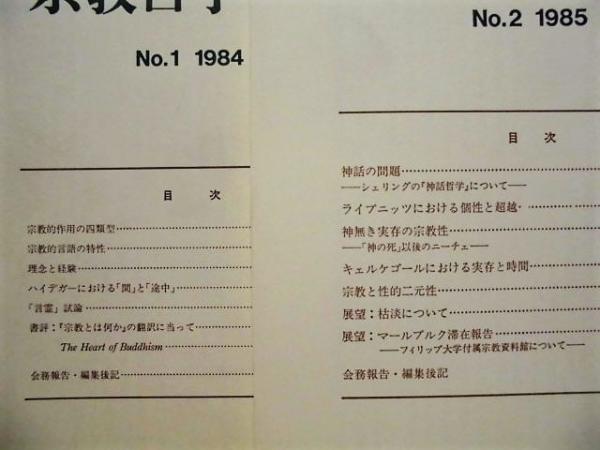 宗教哲学
No.1 1984
目 次
宗教的作用の四類型
宗教的言語の特性
理念と経験
ハイデガーにおける「間」と「途中」
「言霊」試論
書評:『宗教とは何か』の翻訳に当って
The Heart of Buddhism
会務報告・編集後記
No.2 1985
目 次
神話の問題
——シェリングの『神話哲学』について——
ライプニッツにおける個性と超越
神無き実存の宗教性
——「神の死」以後のニーチェ——
キェルケゴールにおける実存と時間
宗教と性的二元性
展望:枯淡について
展望:マールブルク滞在報告
——フィリップ大学付属宗教資料館について——
会務報告・編集後記